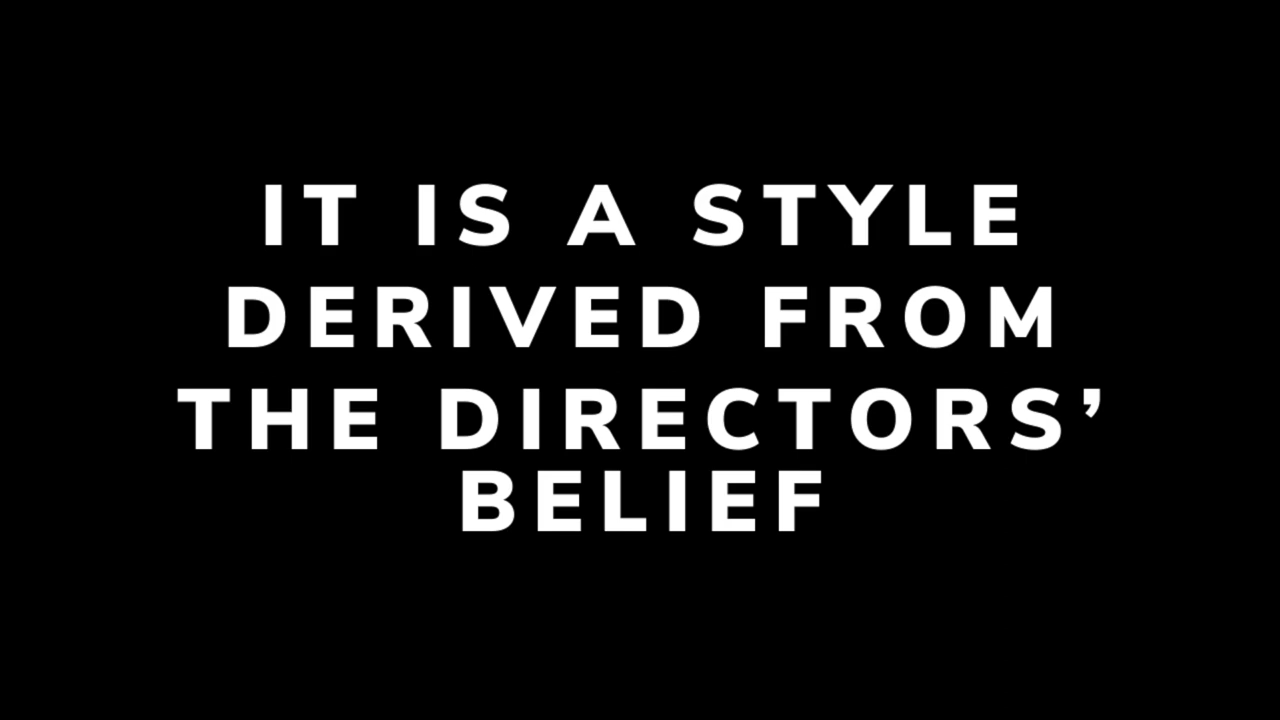 IT IS A STYLE
DERIVED FROM
THE DIRECTORS’
BELIEF